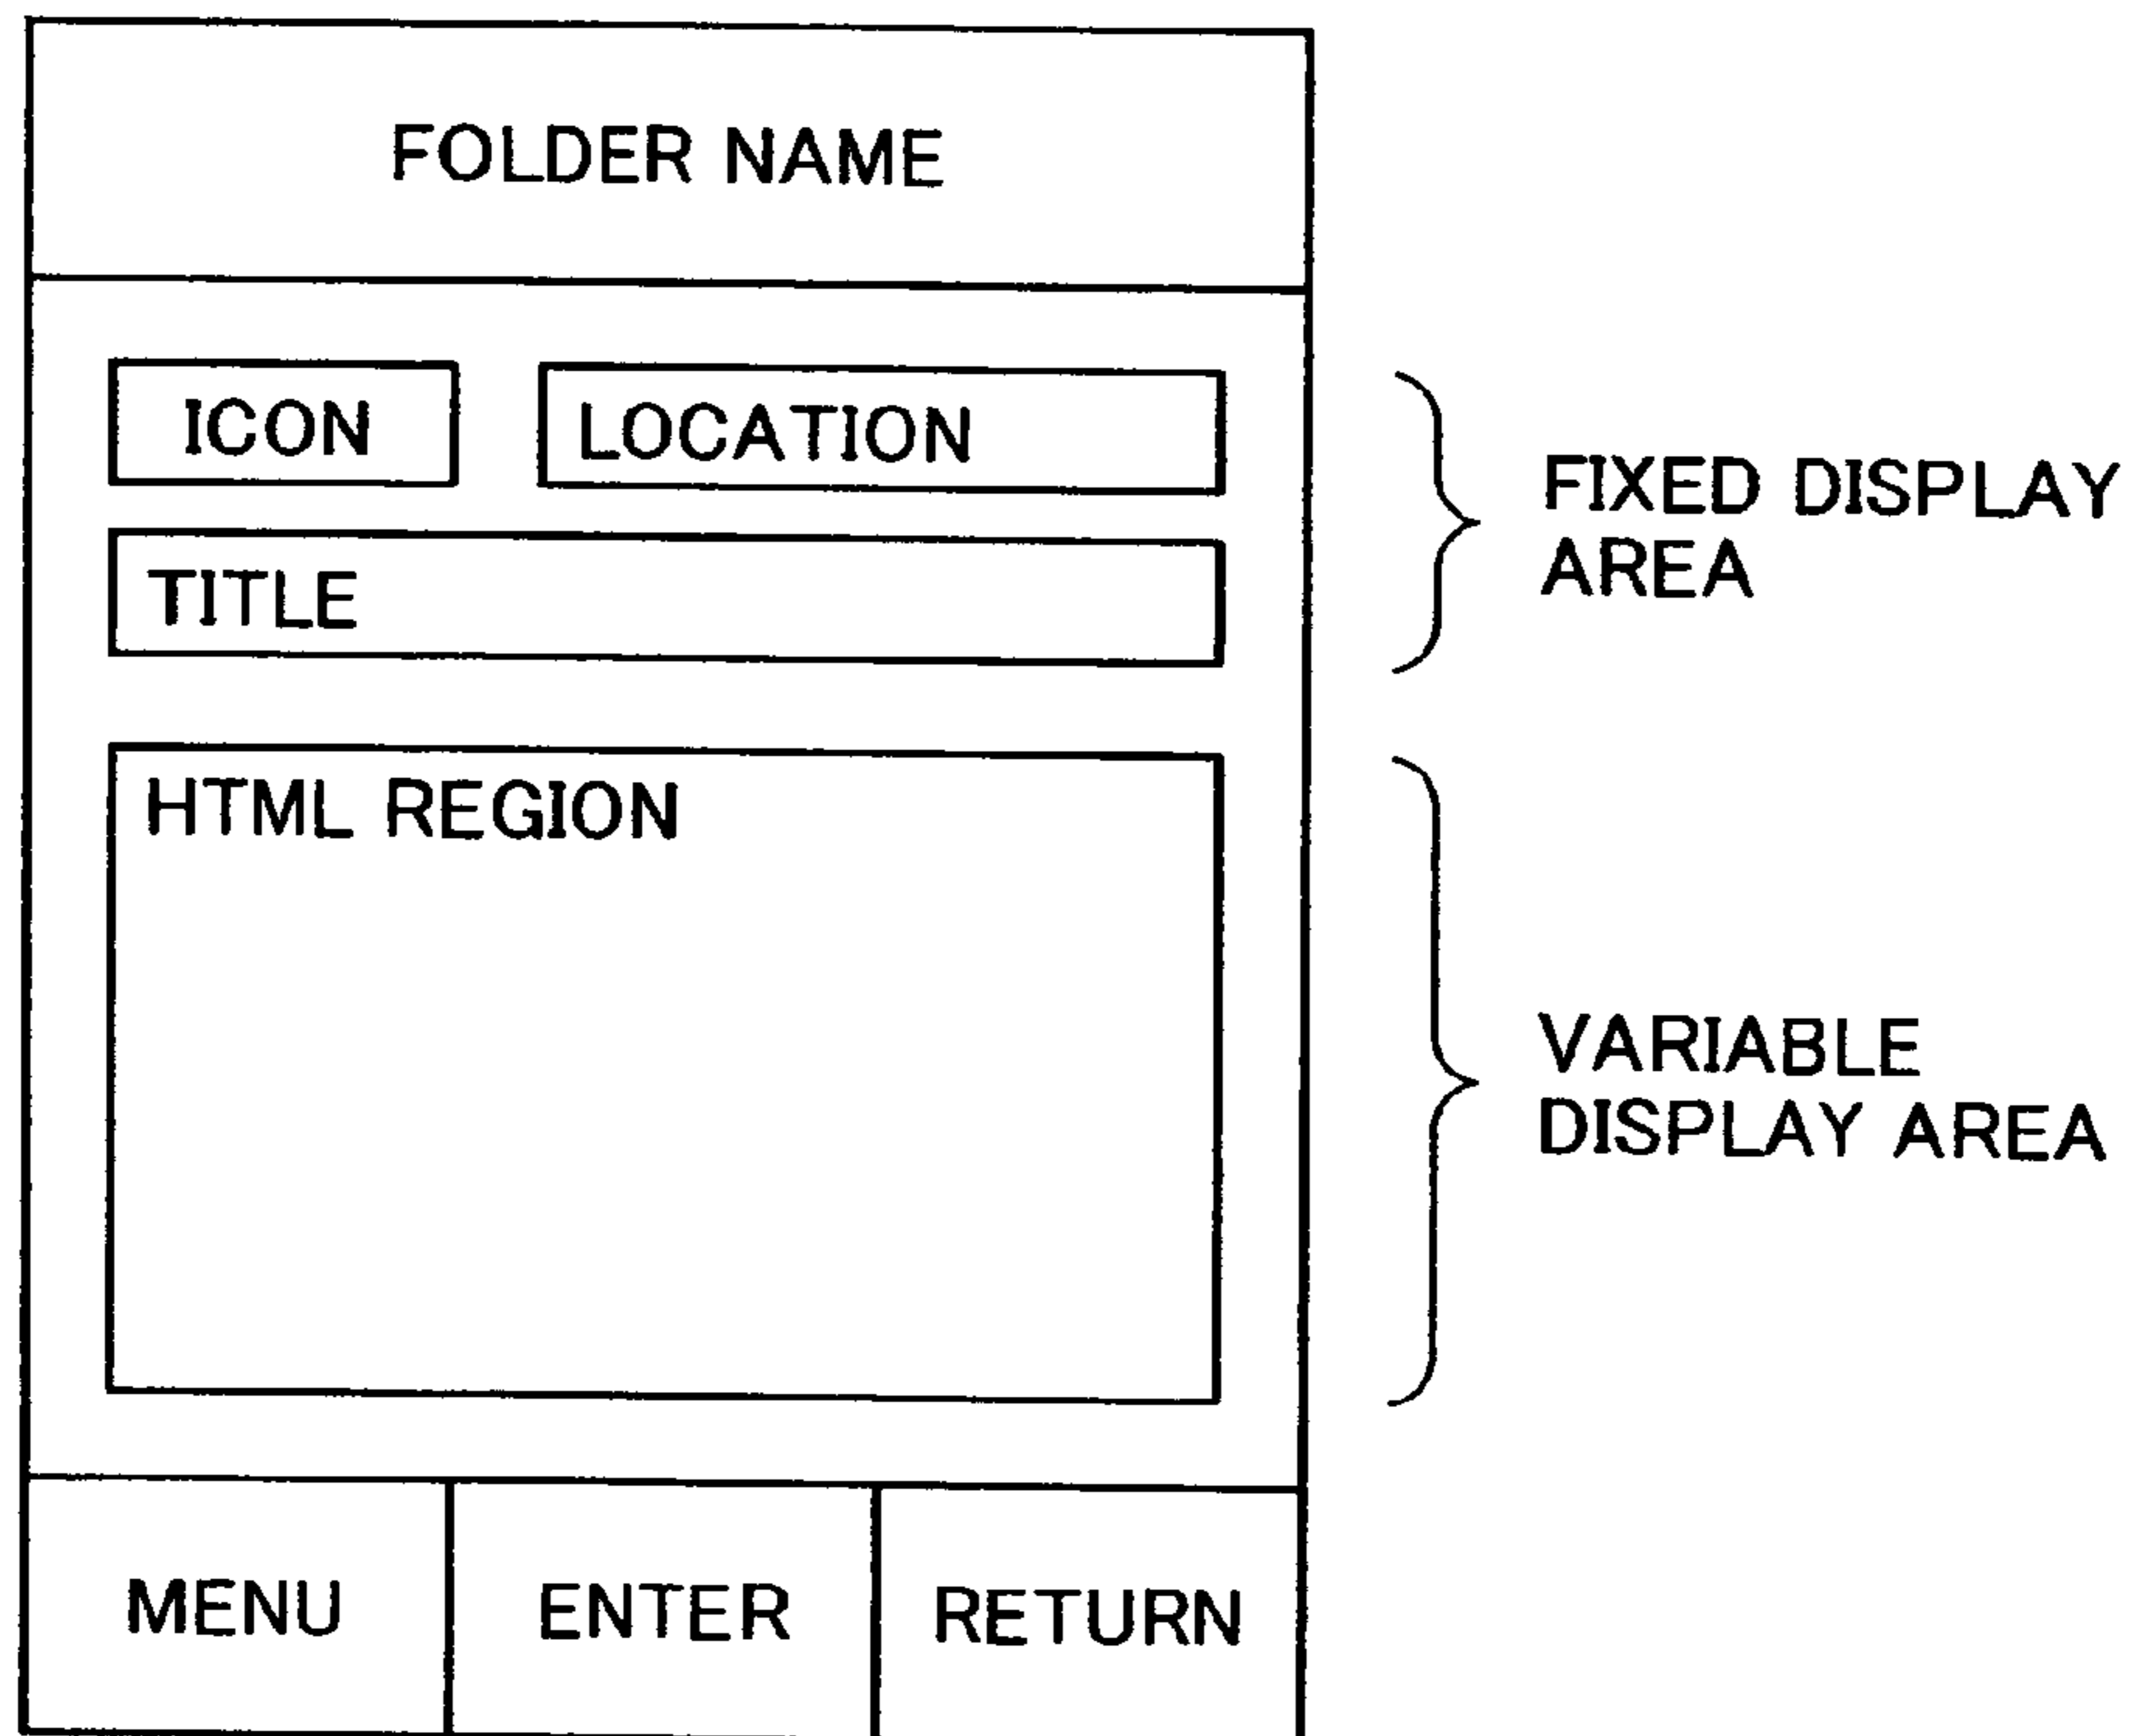 FOLDER NAME
ICON
LOCATION
TITLE
FIXED DISPLAY
AREA
HTML REGION
VARIABLE
DISPLAY AREA
MENU
ENTER
RETURN